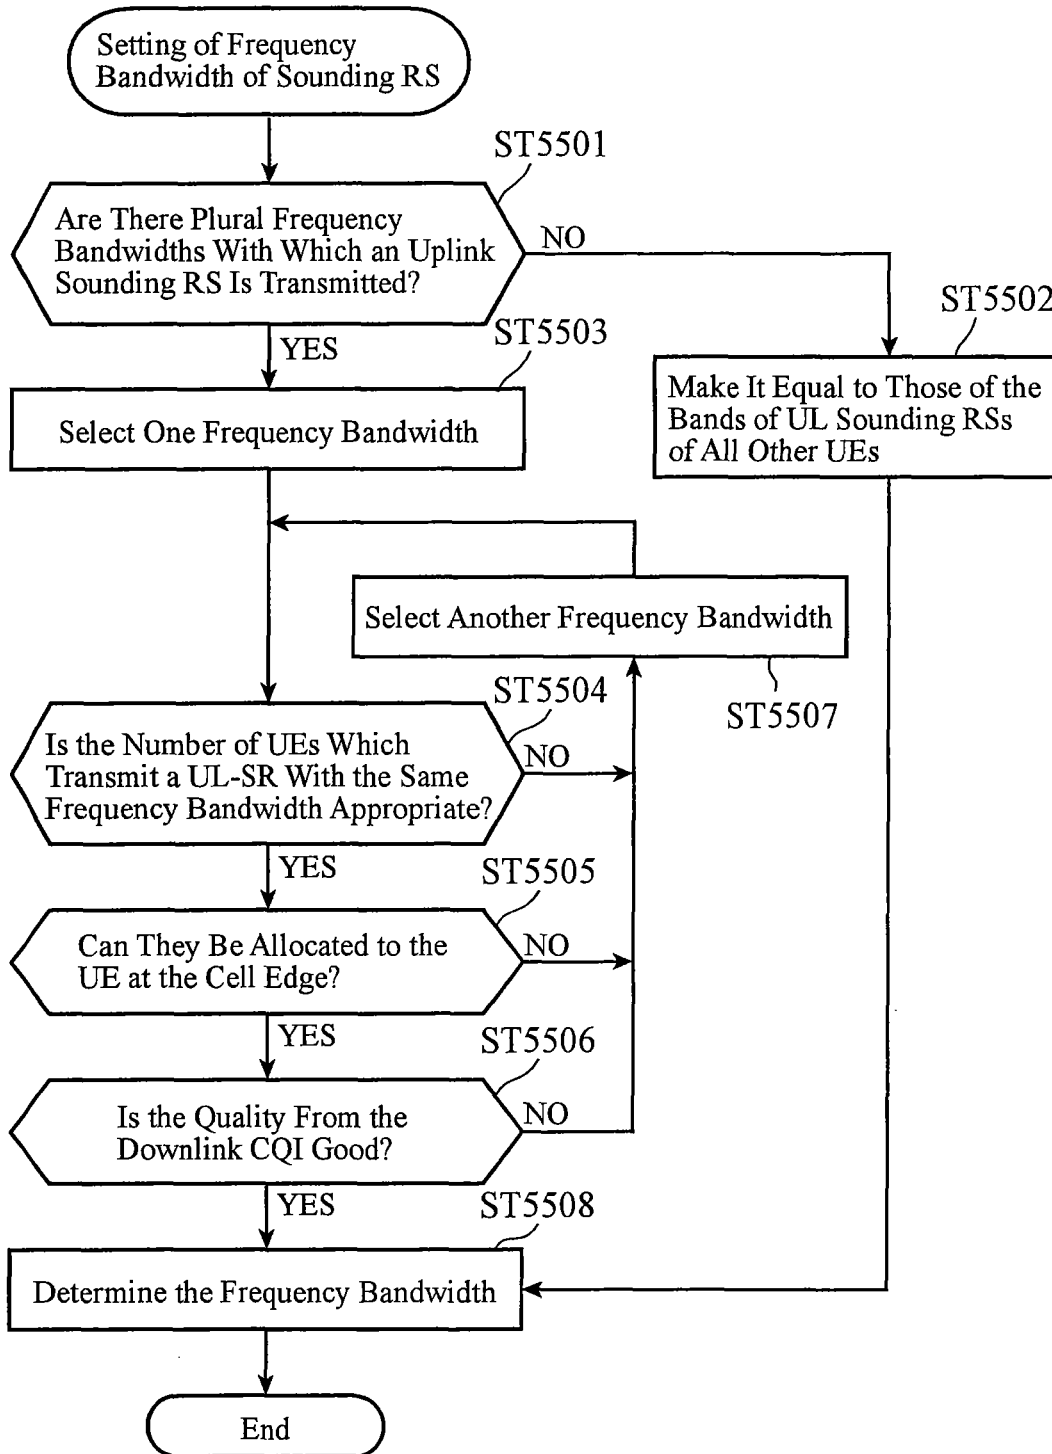 Setting of Frequency
Bandwidth of Sounding RS
ST5501
Are There Plural Frequency
Bandwidths With Which an Uplink
Sounding RS Is Transmitted?
NO
YES
ST5502
Make It Equal to Those of the
Bands of UL Sounding RSs
of All Other UEs
ST5503
Select One Frequency Bandwidth
Select Another Frequency Bandwidth
ST5507
ST5504
Is the Number of UEs Which
Transmit a UL-SR With the Same
Frequency Bandwidth Appropriate?
NO
YES
ST5505
Can They Be Allocated to the
UE at the Cell Edge?
NO
YES
ST5506
Is the Quality From the
Downlink CQI Good?
NO
YES
ST5508
Determine the Frequency Bandwidth
End